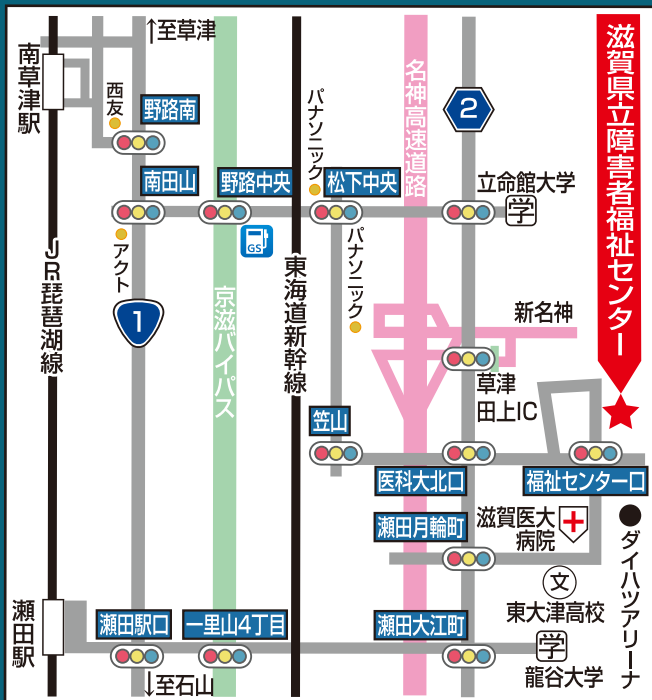 ↑至草津
南草津駅
西友
野路南
パナソニック
名神高速道路
2
滋賀県立障害者福祉センター
南田山
野路中央
松下中央
立命館大学
学
アクト
GS
パナソニック
JR琵琶湖線
1
京滋バイパス
東海道新幹線
新名神
草津
田上IC
笠山
医科大北口
福祉センター口
瀬田月輪町
滋賀医大
病院
ダイハツアリーナ
文
東大津高校
瀬田駅
瀬田駅口
一里山4丁目
瀬田大江町
学
龍谷大学
↓至石山